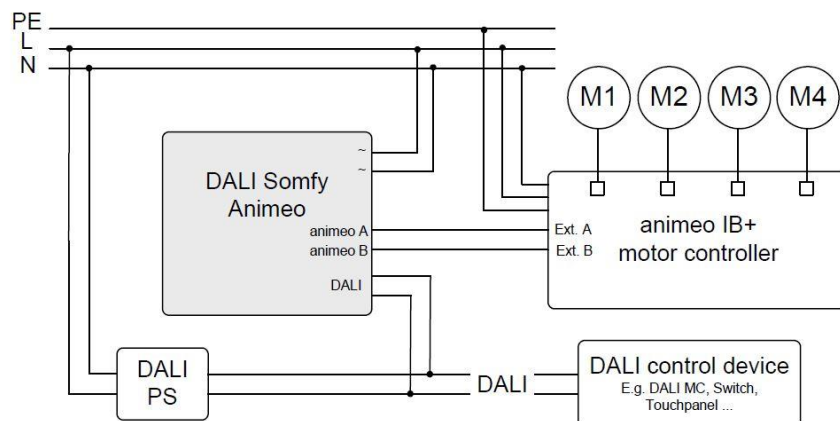 PE
L
N
M1 M2 M3 M4
~
~
DALI Somfy
Animeo
animeo A
animeo B
DALI
Ext. A
Ext. B
animeo IB+
motor controller
DALI
PS
DALI
DALI control device
E.g. DALI MC, Switch,
Touchpanel ...